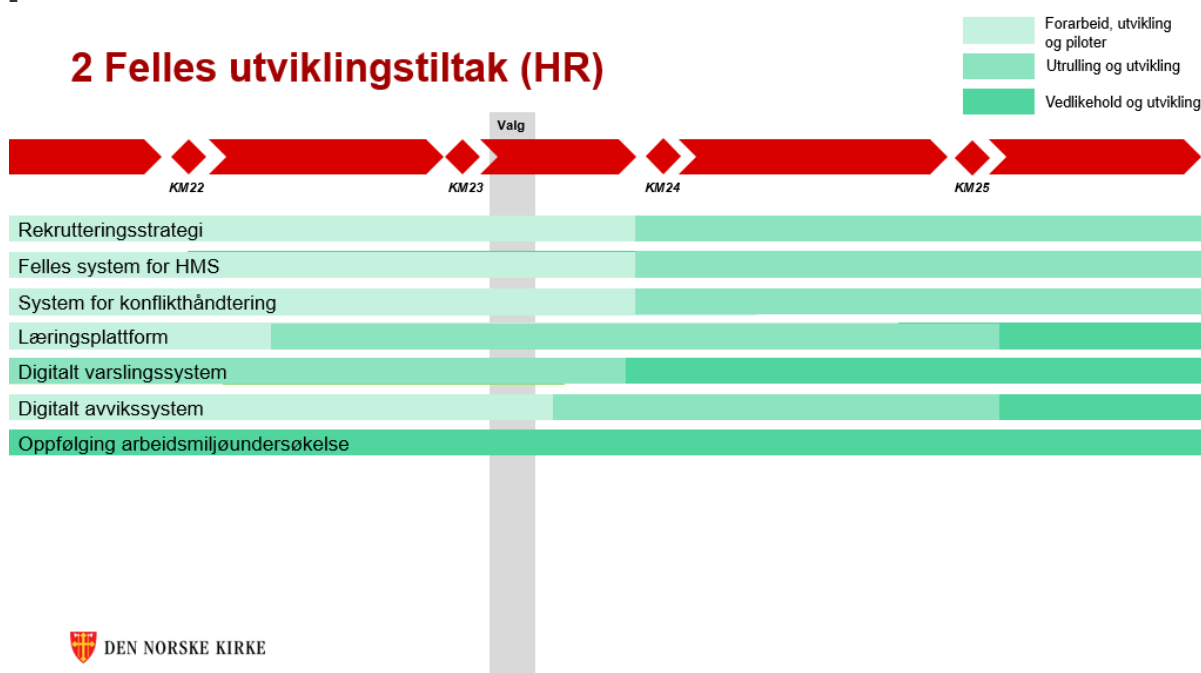 Forarbeid, utvikling
og piloter
2 Felles utviklingstiltak (HR)
Utrulling og utvikling
Vedlikehold og utvikling
Valg
KM22
KM23
KM24
KM25
Rekrutteringsstrategi
Felles system for HMS
System for konflikthåndtering
Læringsplattform
Digitalt varslingssystem
Digitalt avvikssystem
Oppfølging arbeidsmiljøundersøkelse
DEN NORSKE KIRKE